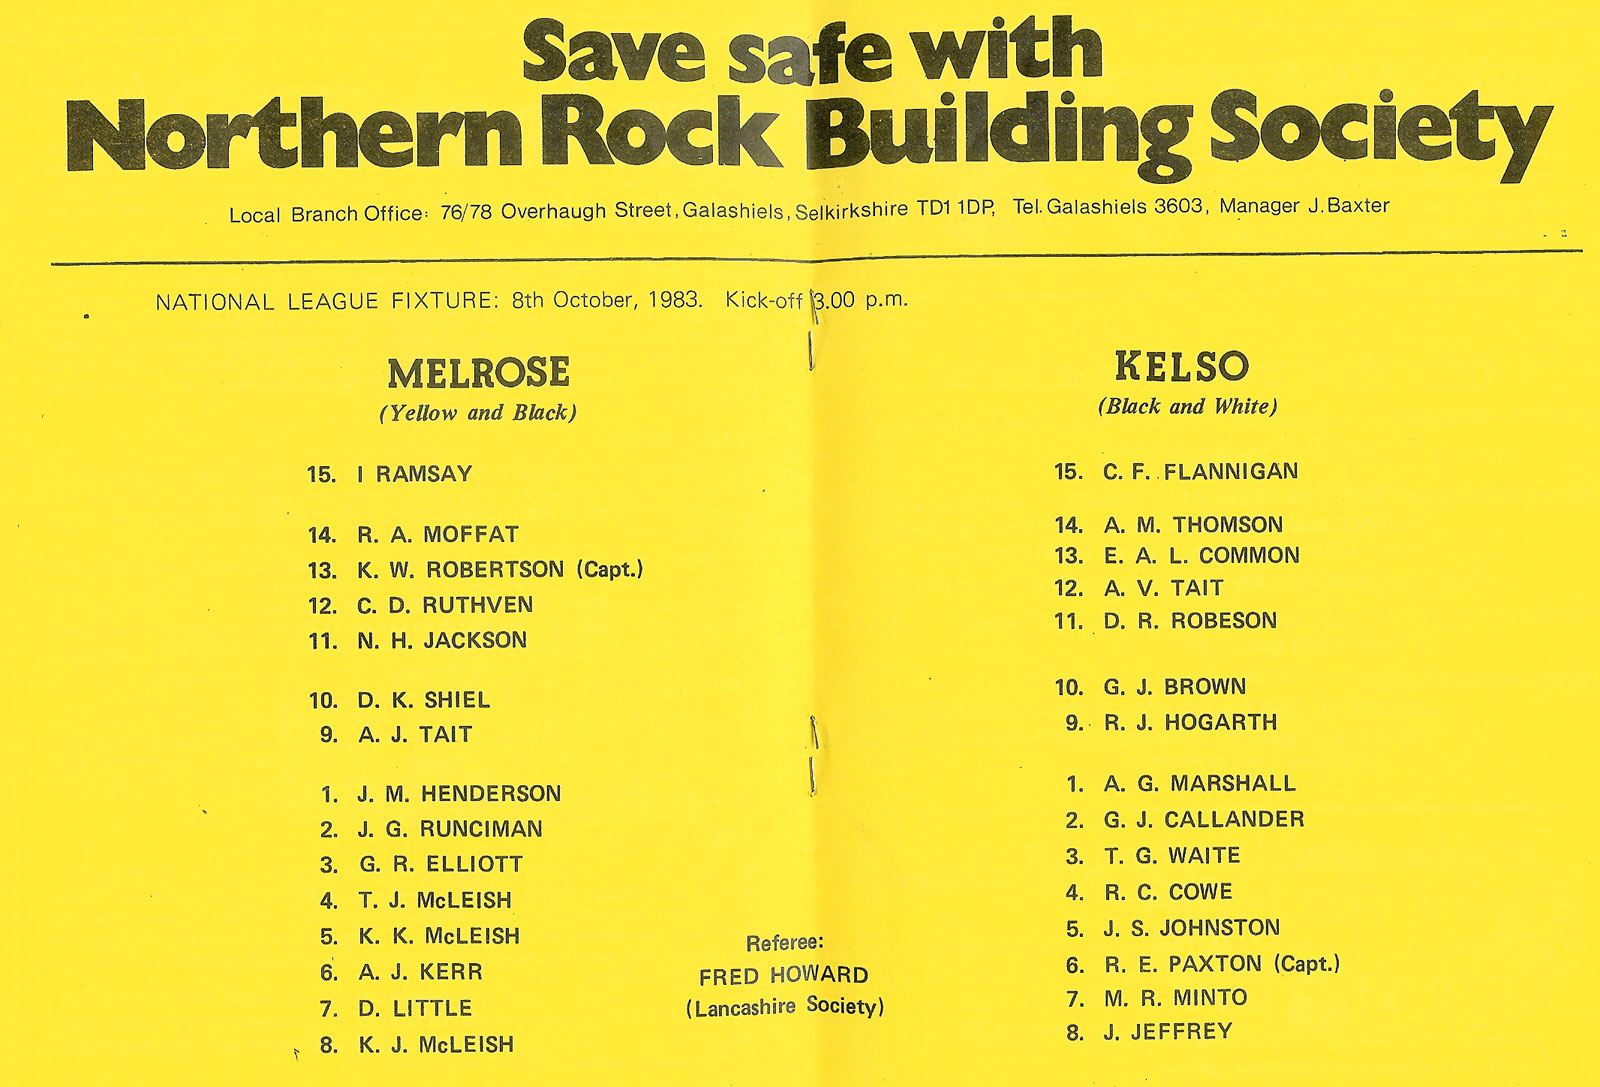 Save safe with
Northern Rock Building Society
Local Branch Office: 76/78 Overhaugh Street, Galashiels, Selkirkshire TD1 1DP, Tel. Galashiels 3603, Manager J. Baxter
NATIONAL LEAGUE FIXTURE: 8th October, 1983. Kick-off 3.00 p.m.
MELROSE
(Yellow and Black)
15. I RAMSAY
14. R. A. MOFFAT
13. K. W. ROBERTSON (Capt.)
12. C. D. RUTHVEN
11. N. H. JACKSON
10. D. K. SHIEL
9. A. J. TAIT
1. J. M. HENDERSON
2. J. G. RUNCIMAN
3. G. R. ELLIOTT
4. T. J. McLEISH
5. K. K. McLEISH
6. A. J. KERR
7. D. LITTLE
8. K. J. McLEISH
Referee:
FRED HOWARD
(Lancashire Society)
KELSO
(Black and White)
15. C. F. FLANNIGAN
14. A. M. THOMSON
13. E. A. L. COMMON
12. A. V. TAIT
11. D. R. ROBESON
10. G. J. BROWN
9. R. J. HOGARTH
1. A. G. MARSHALL
2. G. J. CALLANDER
3. T. G. WAITE
4. R. C. COWE
5. J. S. JOHNSTON
6. R. E. PAXTON (Capt.)
7. M. R. MINTO
8. J. JEFFREY